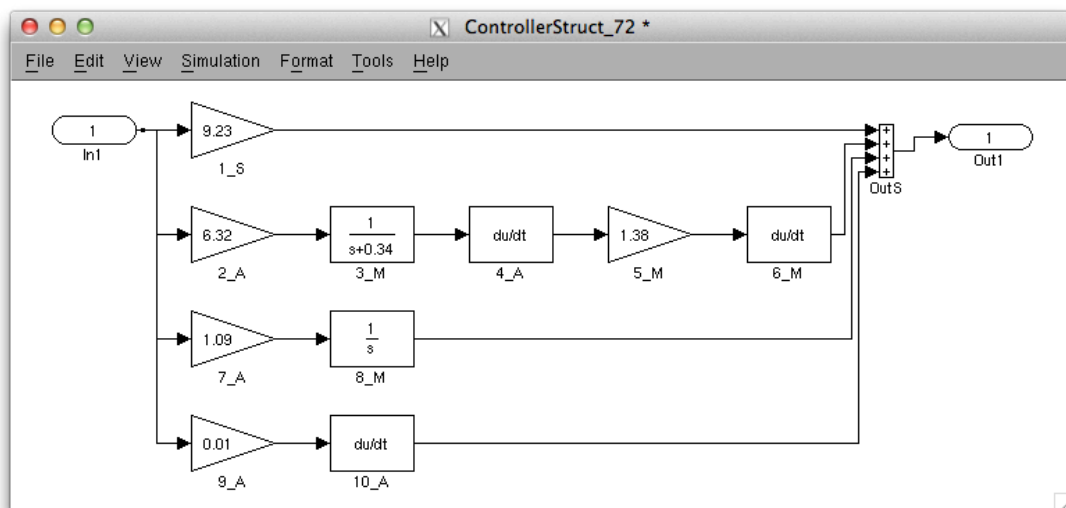 X ControllerStruct_72 *
File Edit View Simulation Format Tools Help
1
In1
9.23
1_S
+
+
+
+
OutS
1
Out1
6.32
2_A
1
s+0.34
3_M
du/dt
4_A
1.38
5_M
du/dt
6_M
1.09
7_A
1
s
8_M
0.01
9_A
du/dt
10_A